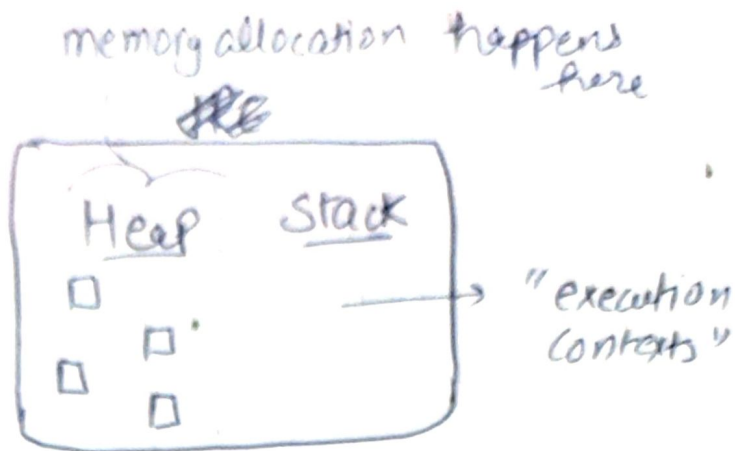 memory allocation happens
here
Heap
Stack
"execution
contexts"